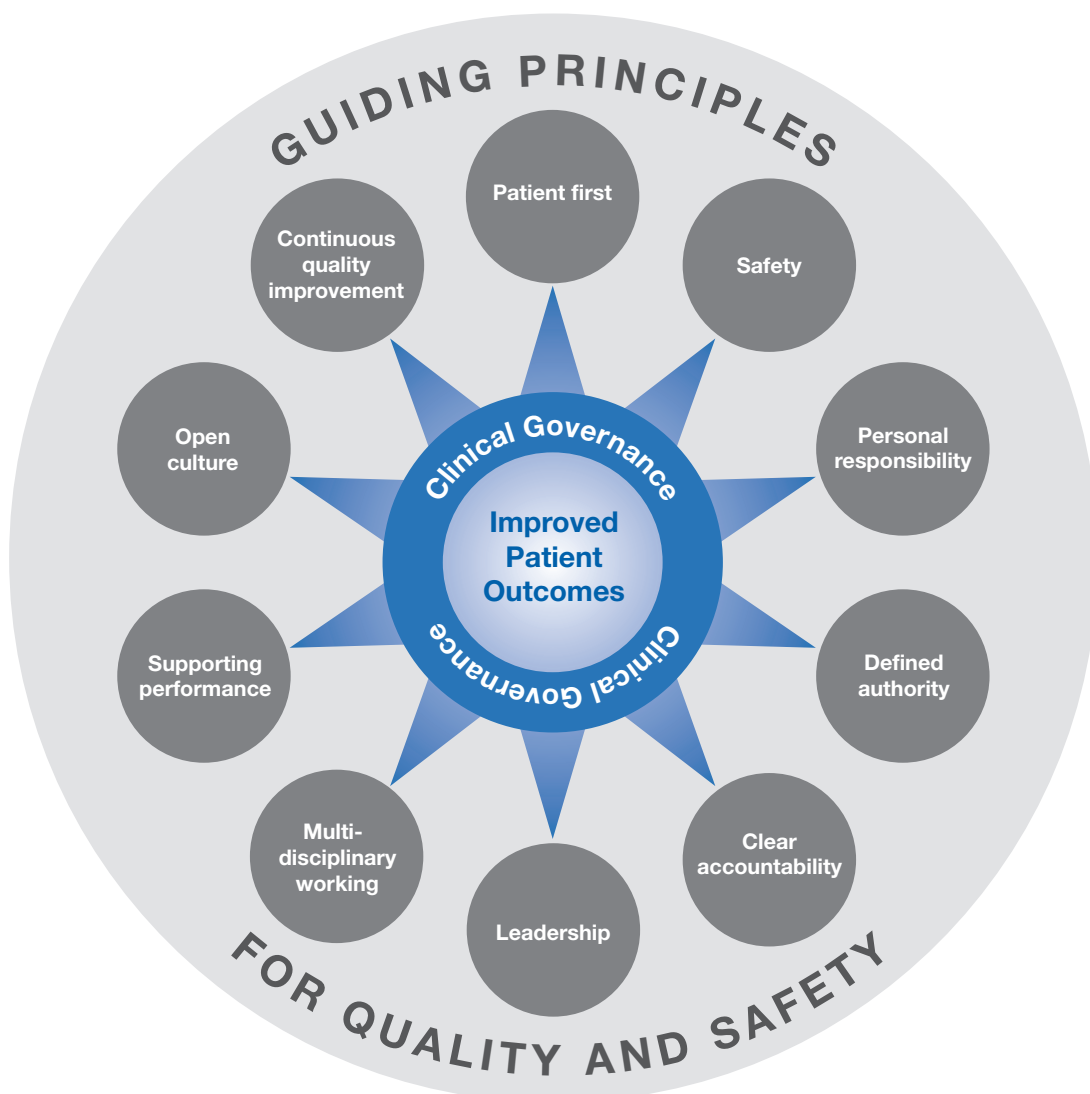 GUIDING PRINCIPLES
Patient first
Safety
Personal
responsibility
Defined
authority
Clear
accountability
Leadership
Multi-
disciplinary
working
Supporting
performance
Open
culture
Continuous
quality
improvement
Clinical Governance
Improved
Patient
Outcomes
Clinical Governance
FOR QUALITY AND SAFETY